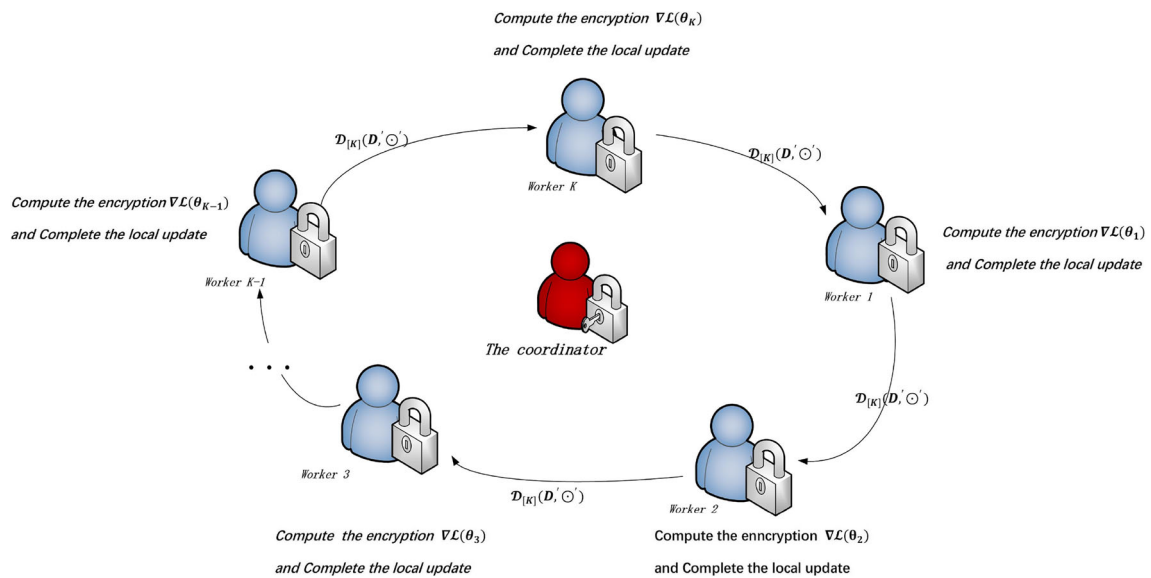 Compute the encryption ∇ℒ(θ_K)
and Complete the local update
𝒟_[K](D,'⊙')
𝒟_[K](D,'⊙')
Worker K
Compute the encryption ∇ℒ(θ_{K−1})
and Complete the local update
Worker K-1
Compute the encryption ∇ℒ(θ_1)
and Complete the local update
Worker 1
The coordinator
• • •
𝒟_[K](D,'⊙')
Worker 3
𝒟_[K](D,'⊙')
Worker 2
Compute the encryption ∇ℒ(θ_3)
and Complete the local update
Compute the enncryption ∇ℒ(θ_2)
and Complete the local update